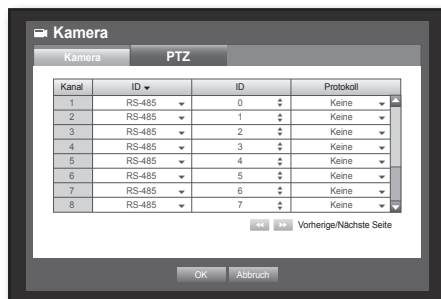 Kamera
Kamera PTZ
Kanal ID ID Protokoll
1 RS-485 0 Keine
2 RS-485 1 Keine
3 RS-485 2 Keine
4 RS-485 3 Keine
5 RS-485 4 Keine
6 RS-485 5 Keine
7 RS-485 6 Keine
8 RS-485 7 Keine
Vorherige/Nächste Seite
OK Abbruch